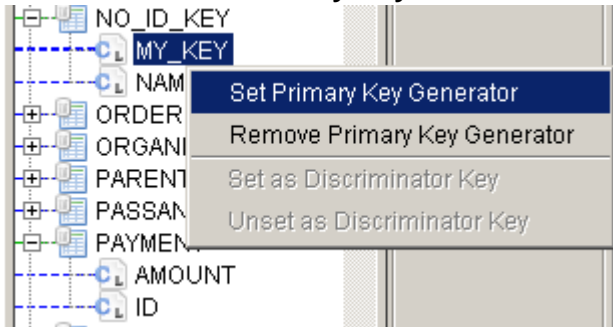 NO_ID_KEY
MY_KEY
NAM
Set Primary Key Generator
ORDER
Remove Primary Key Generator
ORGANI
PARENT
Set as Discriminator Key
PASSAN
Unset as Discriminator Key
PAYMENT
AMOUNT
ID